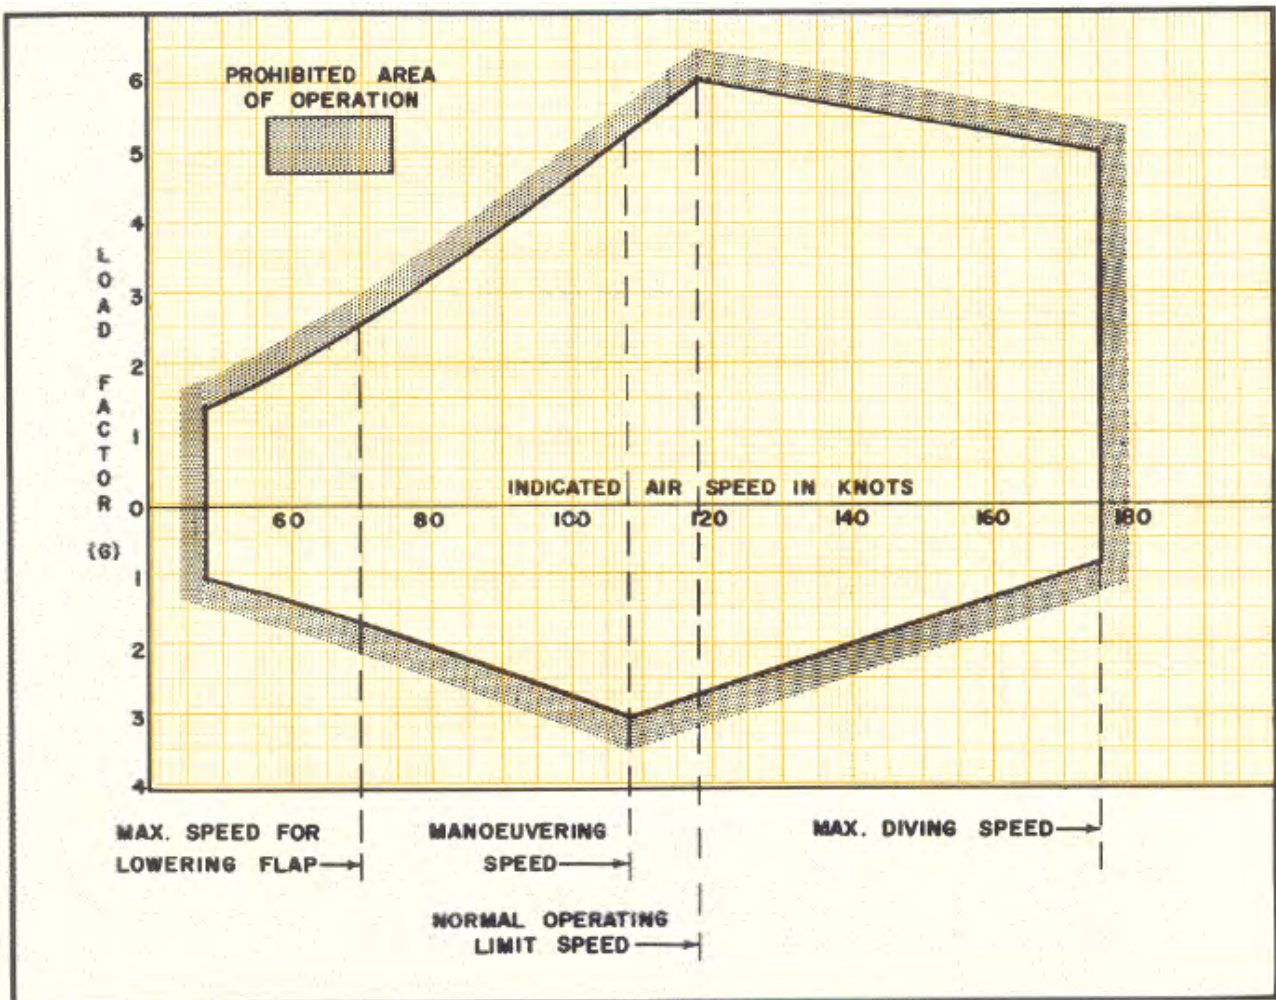 PROHIBITED AREA
OF OPERATION
6
5
4
3
2
1
0
1
2
3
4
LOAD FACTOR
(G)
INDICATED AIR SPEED IN KNOTS
60 80 100 120 140 160 180
MAX. SPEED FOR
LOWERING FLAP
MANOEUVERING
SPEED
MAX. DIVING SPEED
NORMAL OPERATING
LIMIT SPEED